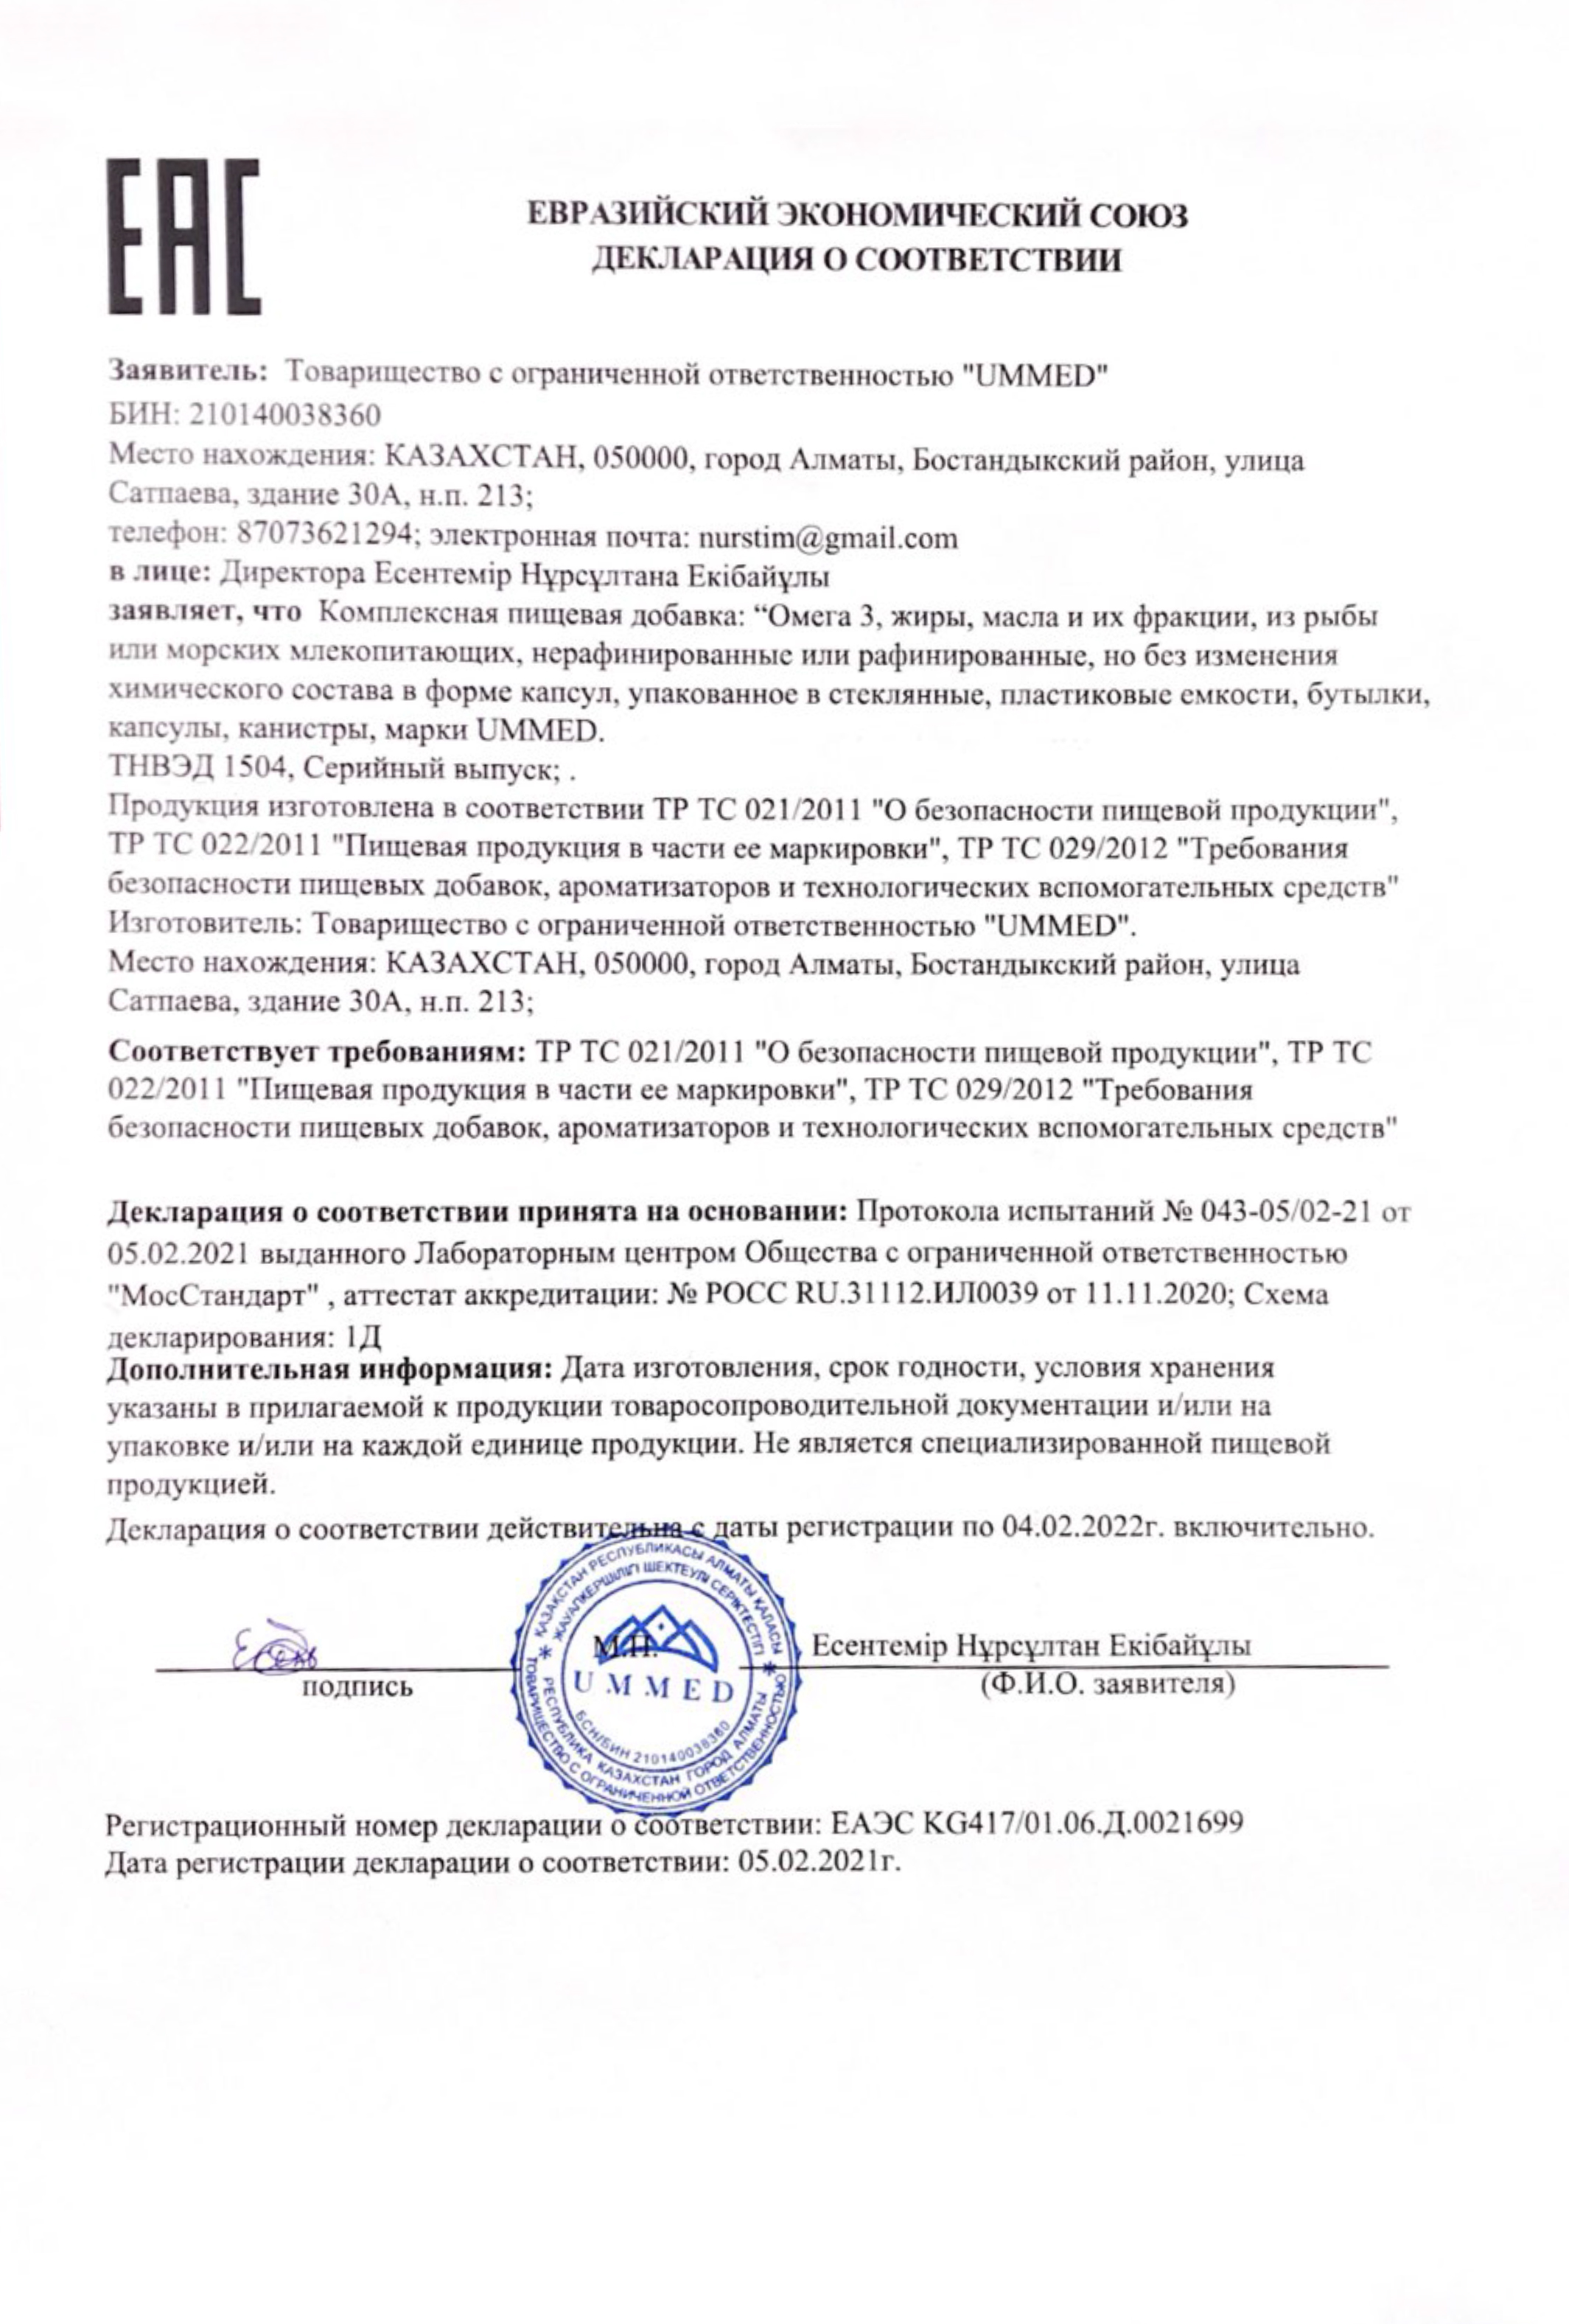 ЕАС
ЕВРАЗИЙСКИЙ ЭКОНОМИЧЕСКИЙ СОЮЗ
ДЕКЛАРАЦИЯ О СООТВЕТСТВИИ
Заявитель: Товарищество с ограниченной ответственностью "UMMED"
БИН: 210140038360
Место нахождения: КАЗАХСТАН, 050000, город Алматы, Бостандыкский район, улица
Сатпаева, здание 30А, н.п. 213;
телефон: 87073621294; электронная почта: nurstim@gmail.com
в лице: Директора Есентемір Нұрсұлтана Екібайұлы
заявляет, что Комплексная пищевая добавка: “Омега 3, жиры, масла и их фракции, из рыбы
или морских млекопитающих, нерафинированные или рафинированные, но без изменения
химического состава в форме капсул, упакованное в стеклянные, пластиковые емкости, бутылки,
капсулы, канистры, марки UMMED.
ТНВЭД 1504, Серийный выпуск; .
Продукция изготовлена в соответствии ТР ТС 021/2011 "О безопасности пищевой продукции",
ТР ТС 022/2011 "Пищевая продукция в части ее маркировки", ТР ТС 029/2012 "Требования
безопасности пищевых добавок, ароматизаторов и технологических вспомогательных средств"
Изготовитель: Товарищество с ограниченной ответственностью "UMMED".
Место нахождения: КАЗАХСТАН, 050000, город Алматы, Бостандыкский район, улица
Сатпаева, здание 30А, н.п. 213;
Соответствует требованиям: ТР ТС 021/2011 "О безопасности пищевой продукции", ТР ТС
022/2011 "Пищевая продукция в части ее маркировки", ТР ТС 029/2012 "Требования
безопасности пищевых добавок, ароматизаторов и технологических вспомогательных средств"
Декларация о соответствии принята на основании: Протокола испытаний № 043-05/02-21 от
05.02.2021 выданного Лабораторным центром Общества с ограниченной ответственностью
"МосСтандарт" , аттестат аккредитации: № РОСС RU.31112.ИЛ0039 от 11.11.2020; Схема
декларирования: 1Д
Дополнительная информация: Дата изготовления, срок годности, условия хранения
указаны в прилагаемой к продукции товаросопроводительной документации и/или на
упаковке и/или на каждой единице продукции. Не является специализированной пищевой
продукцией.
Декларация о соответствии действительна с даты регистрации по 04.02.2022г. включительно.
ҚАЗАҚСТАН РЕСПУБЛИКАСЫ АЛМАТЫ ҚАЛАСЫ
ЖАУАПКЕРШІЛІГІ ШЕКТЕУЛІ СЕРІКТЕСТІГІ
М.П.
UMMED
БСН/БИН 210140038360
РЕСПУБЛИКА КАЗАХСТАН ГОРОД АЛМАТЫ
ТОВАРИЩЕСТВО С ОГРАНИЧЕННОЙ ОТВЕТСТВЕННОСТЬЮ
Есентемір Нұрсұлтан Екібайұлы
подпись
(Ф.И.О. заявителя)
Регистрационный номер декларации о соответствии: ЕАЭС KG417/01.06.Д.0021699
Дата регистрации декларации о соответствии: 05.02.2021г.